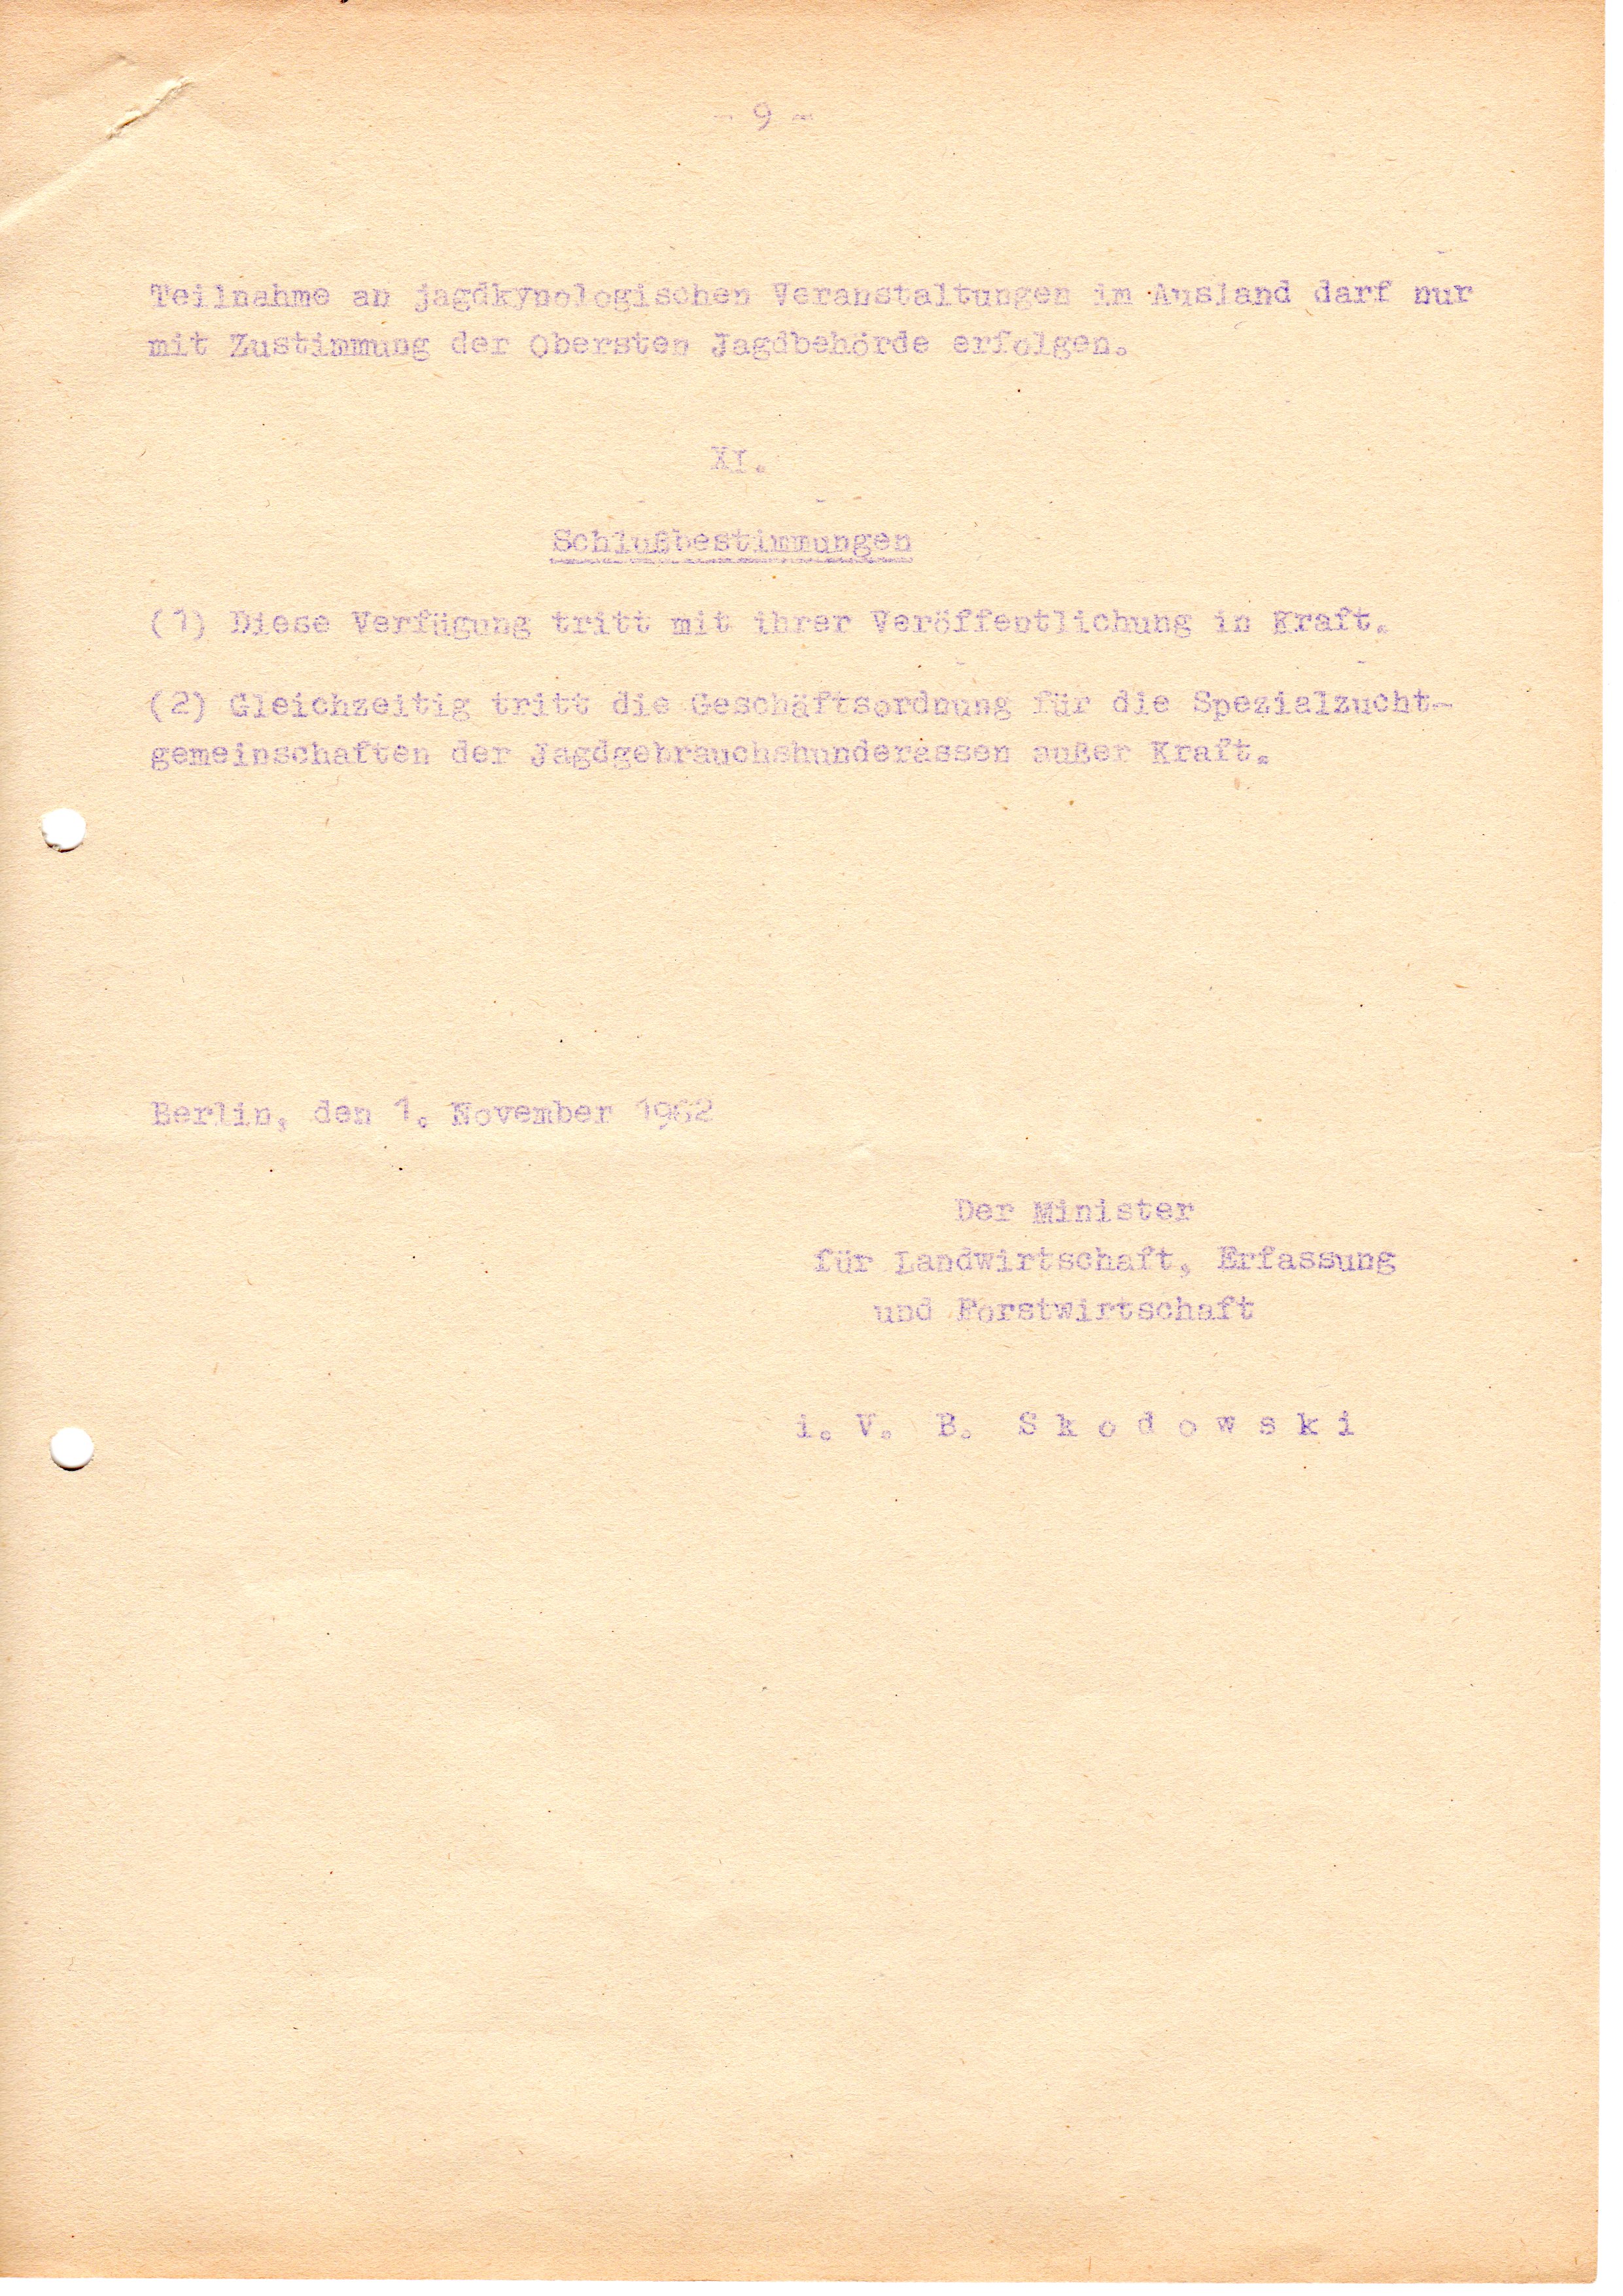 - 9 -
Teilnahme an jagdkynologischen Veranstaltungen im Ausland darf nur
mit Zustimmung der Obersten Jagdbehörde erfolgen.
XI.
Schlußbestimmungen
(1) Diese Verfügung tritt mit ihrer Veröffentlichung in Kraft.
(2) Gleichzeitig tritt die Geschäftsordnung für die Spezialzucht-
gemeinschaften der Jagdgebrauchshunderassen außer Kraft.
Berlin, den 1. November 1962
Der Minister
für Landwirtschaft, Erfassung
und Forstwirtschaft
i. V. B. S k o d o w s k i